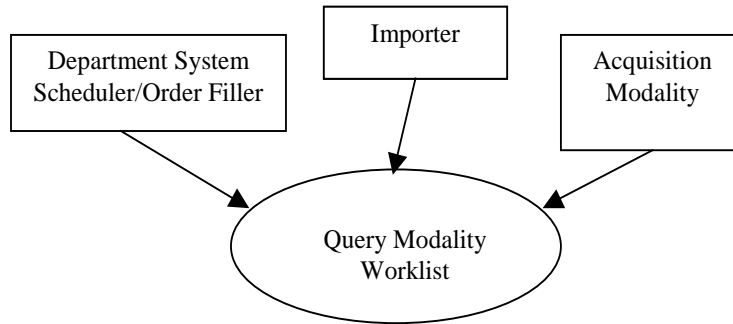 Department System
Scheduler/Order Filler
Importer
Acquisition
Modality
Query Modality
Worklist